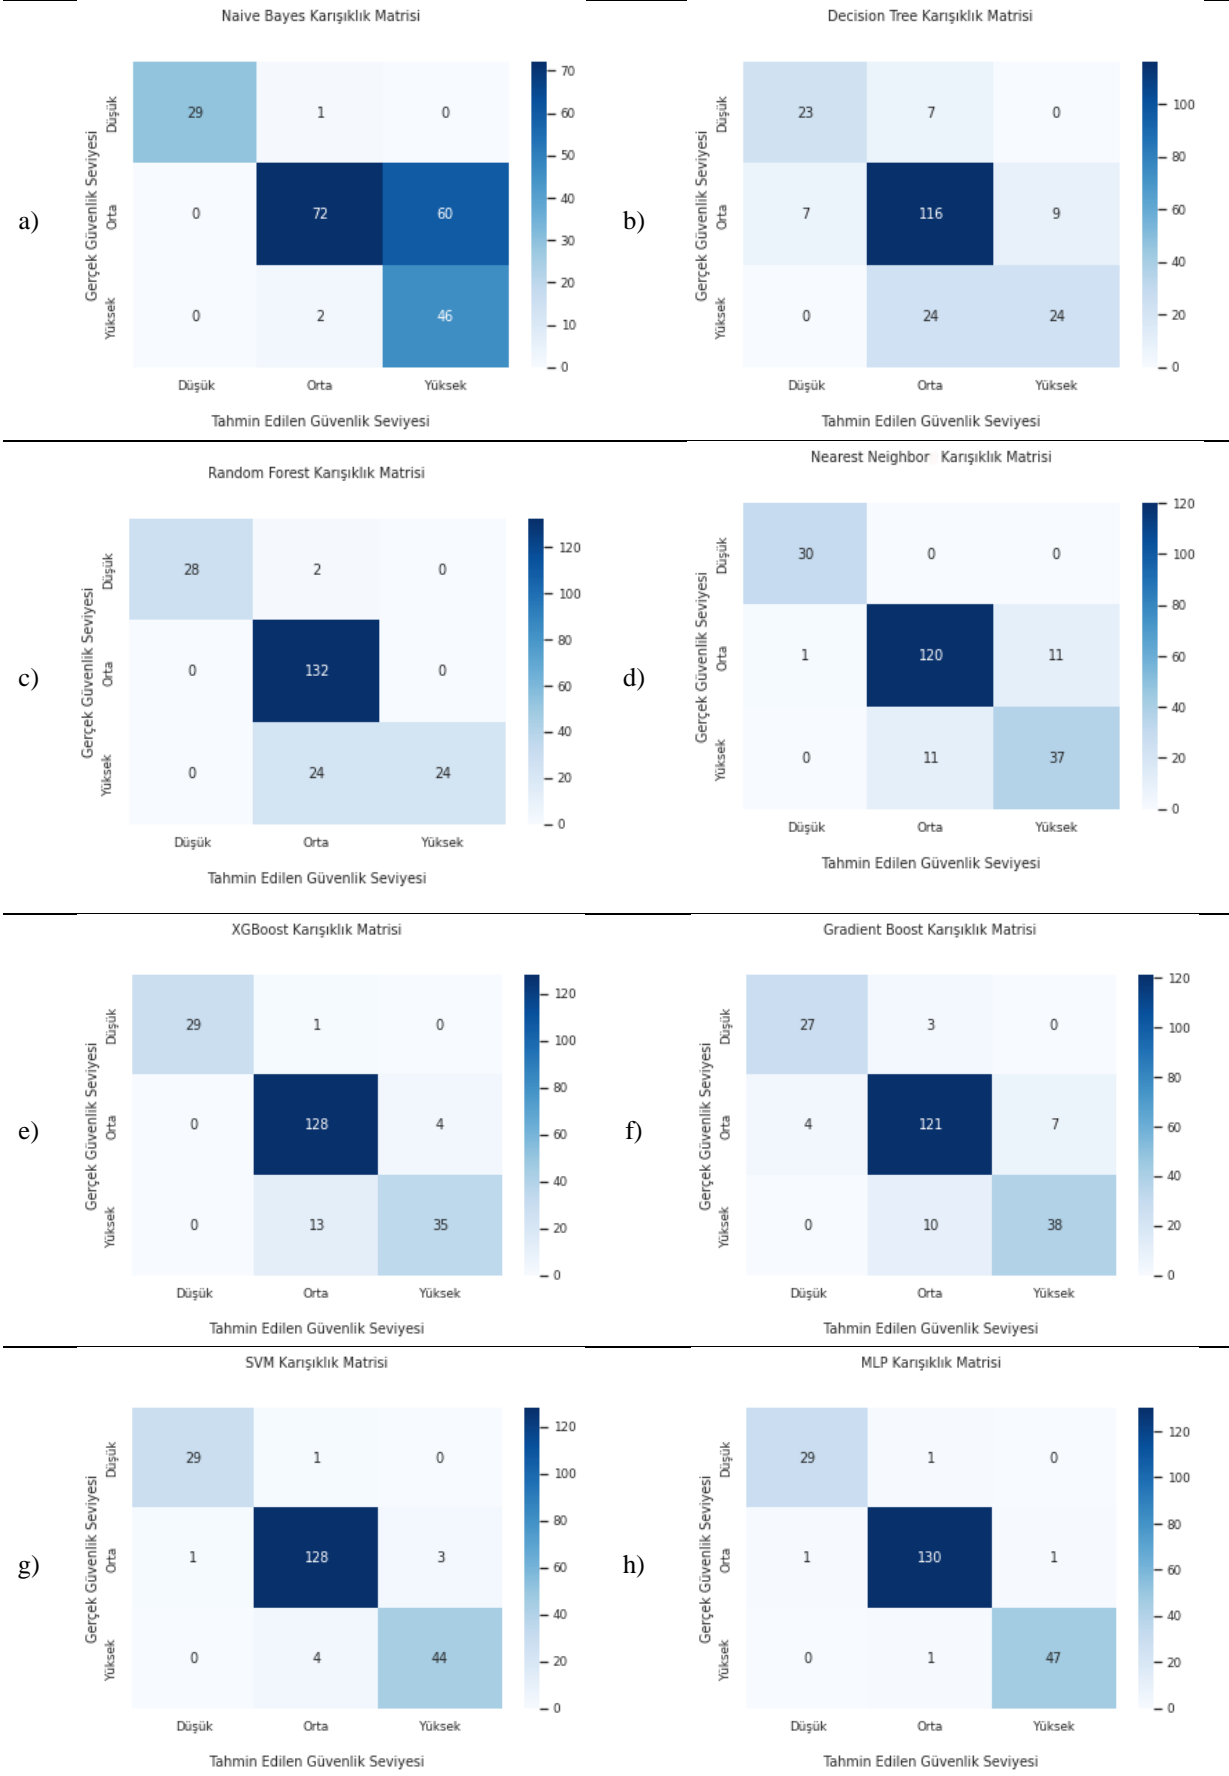 Naive Bayes Karışıklık Matrisi
a)
Gerçek Güvenlik Seviyesi
Düşük
Orta
Yüksek
29 1 0
0 72 60
0 2 46
Düşük Orta Yüksek
Tahmin Edilen Güvenlik Seviyesi
70
60
50
40
30
20
10
0
Decision Tree Karışıklık Matrisi
b)
Gerçek Güvenlik Seviyesi
Düşük
Orta
Yüksek
23 7 0
7 116 9
0 24 24
Düşük Orta Yüksek
Tahmin Edilen Güvenlik Seviyesi
100
80
60
40
20
0
Random Forest Karışıklık Matrisi
c)
Gerçek Güvenlik Seviyesi
Düşük
Orta
Yüksek
28 2 0
0 132 0
0 24 24
Düşük Orta Yüksek
Tahmin Edilen Güvenlik Seviyesi
120
100
80
60
40
20
0
Nearest Neighbor Karışıklık Matrisi
d)
Gerçek Güvenlik Seviyesi
Düşük
Orta
Yüksek
30 0 0
1 120 11
0 11 37
Düşük Orta Yüksek
Tahmin Edilen Güvenlik Seviyesi
120
100
80
60
40
20
0
XGBoost Karışıklık Matrisi
e)
Gerçek Güvenlik Seviyesi
Düşük
Orta
Yüksek
29 1 0
0 128 4
0 13 35
Düşük Orta Yüksek
Tahmin Edilen Güvenlik Seviyesi
120
100
80
60
40
20
0
Gradient Boost Karışıklık Matrisi
f)
Gerçek Güvenlik Seviyesi
Düşük
Orta
Yüksek
27 3 0
4 121 7
0 10 38
Düşük Orta Yüksek
Tahmin Edilen Güvenlik Seviyesi
120
100
80
60
40
20
0
SVM Karışıklık Matrisi
g)
Gerçek Güvenlik Seviyesi
Düşük
Orta
Yüksek
29 1 0
1 128 3
0 4 44
Düşük Orta Yüksek
Tahmin Edilen Güvenlik Seviyesi
120
100
80
60
40
20
0
MLP Karışıklık Matrisi
h)
Gerçek Güvenlik Seviyesi
Düşük
Orta
Yüksek
29 1 0
1 130 1
0 1 47
Düşük Orta Yüksek
Tahmin Edilen Güvenlik Seviyesi
120
100
80
60
40
20
0